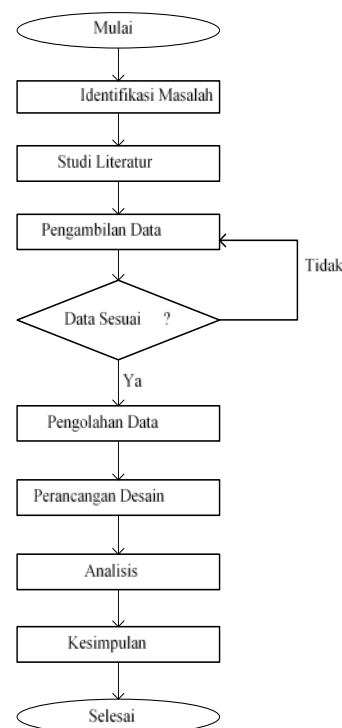 Mulai
Identifikasi Masalah
Studi Literatur
Pengambilan Data
Tidak
Data Sesuai ?
Ya
Pengolahan Data
Perancangan Desain
Analisis
Kesimpulan
Selesai